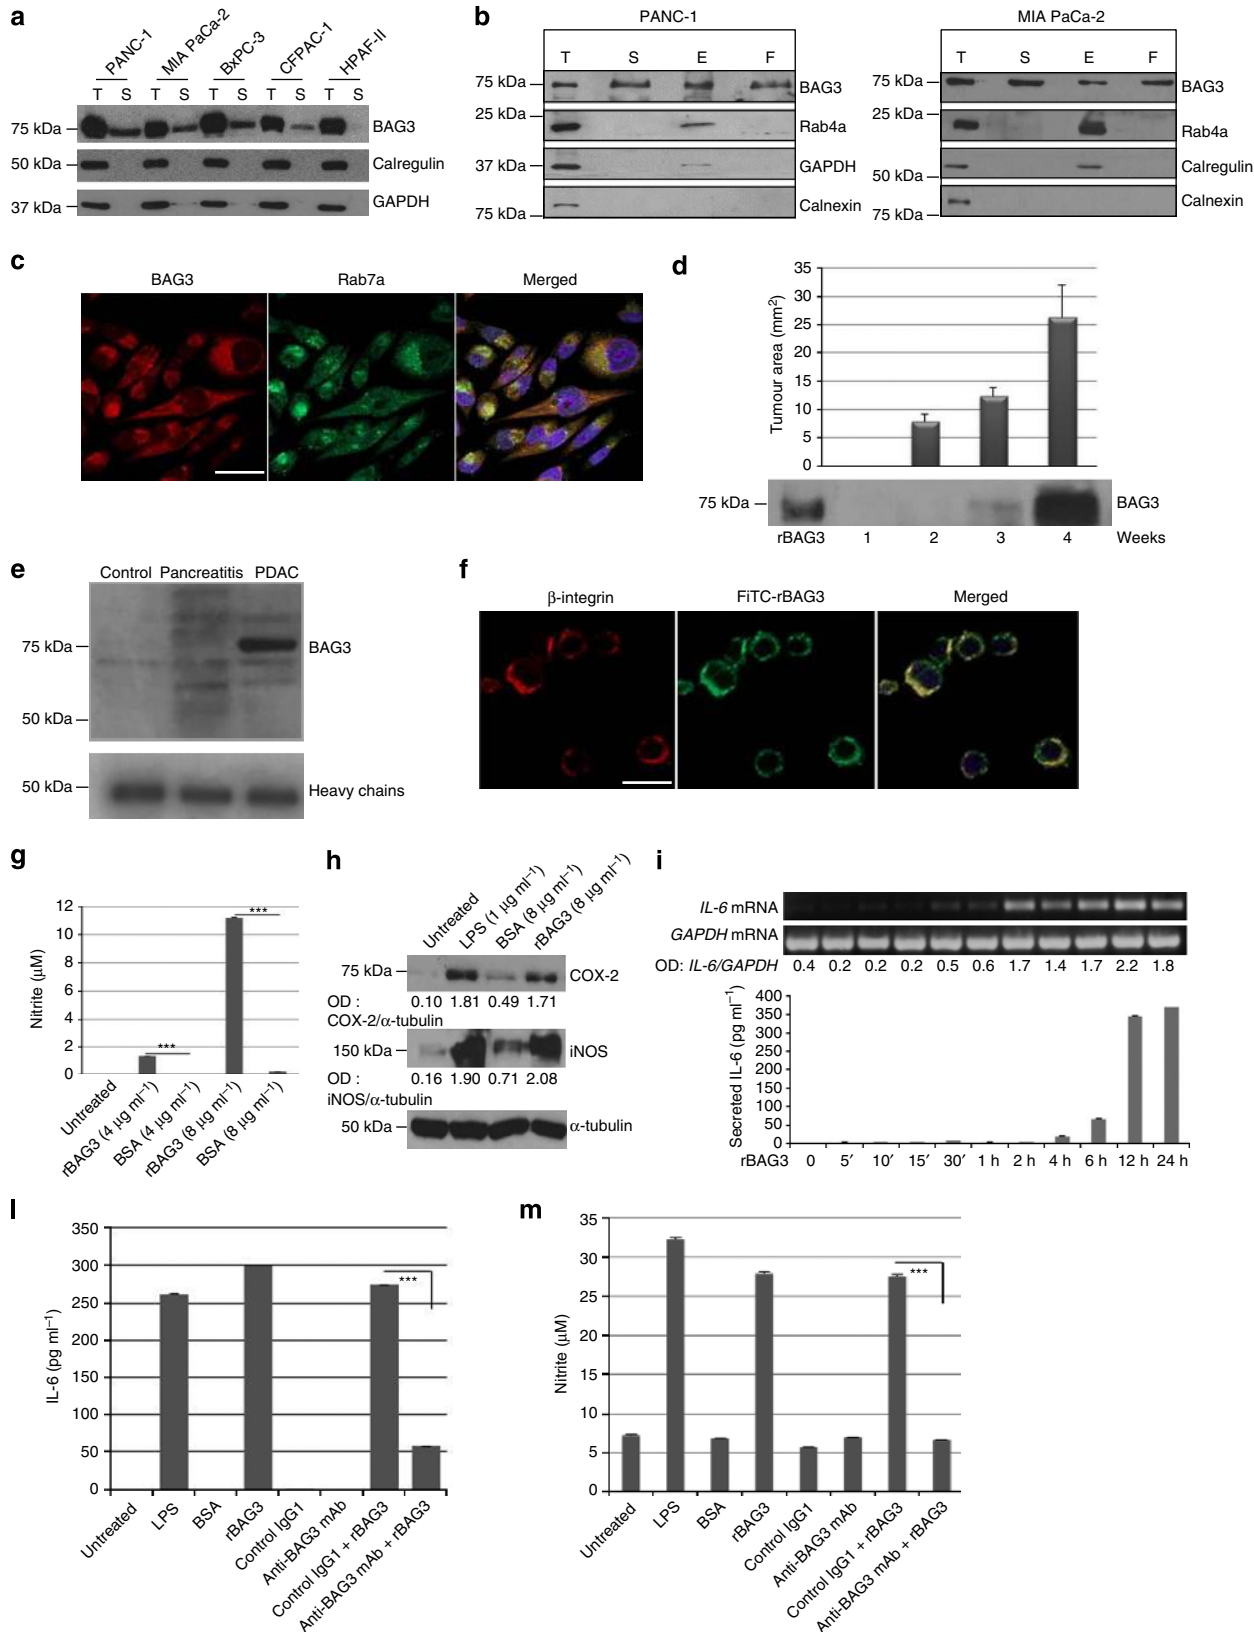 a
PANC-1 MIA PaCa-2 BxPC-3 CFPAC-1 HPAF-II
T S T S T S T S T S
75 kDa BAG3
50 kDa Calregulin
37 kDa GAPDH
b
PANC-1
T S E F
75 kDa BAG3
25 kDa Rab4a
37 kDa GAPDH
75 kDa Calnexin
MIA PaCa-2
T S E F
75 kDa BAG3
25 kDa Rab4a
50 kDa Calregulin
75 kDa Calnexin
c
BAG3 Rab7a Merged
d
Tumour area (mm²)
35
30
25
20
15
10
5
0
75 kDa BAG3
rBAG3 1 2 3 4 Weeks
e
Control Pancreatitis PDAC
75 kDa BAG3
50 kDa
50 kDa Heavy chains
f
β-integrin FiTC-rBAG3 Merged
g
Nitrite (μM)
12
10
8
6
4
2
0
***
***
Untreated
rBAG3 (4 μg ml⁻¹)
BSA (4 μg ml⁻¹)
rBAG3 (8 μg ml⁻¹)
BSA (8 μg ml⁻¹)
h
Untreated
LPS (1 μg ml⁻¹)
BSA (8 μg ml⁻¹)
rBAG3 (8 μg ml⁻¹)
75 kDa COX-2
OD : 0.10 1.81 0.49 1.71
COX-2/α-tubulin
150 kDa iNOS
OD : 0.16 1.90 0.71 2.08
iNOS/α-tubulin
50 kDa α-tubulin
i
IL-6 mRNA
GAPDH mRNA
OD: IL-6/GAPDH 0.4 0.2 0.2 0.2 0.5 0.6 1.7 1.4 1.7 2.2 1.8
Secreted IL-6 (pg ml⁻¹)
400
350
300
250
200
150
100
50
0
rBAG3 0 5′ 10′ 15′ 30′ 1 h 2 h 4 h 6 h 12 h 24 h
l
IL-6 (pg ml⁻¹)
350
300
250
200
150
100
50
0
***
Untreated
LPS
BSA
rBAG3
Control IgG1
Anti-BAG3 mAb
Control IgG1 + rBAG3
Anti-BAG3 mAb + rBAG3
m
Nitrite (μM)
35
30
25
20
15
10
5
0
***
Untreated
LPS
BSA
rBAG3
Control IgG1
Anti-BAG3 mAb
Control IgG1 + rBAG3
Anti-BAG3 mAb + rBAG3